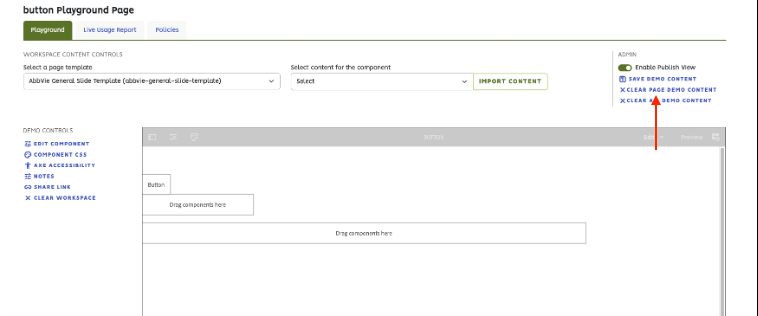 button Playground Page
Playground
Live Usage Report
Policies
WORKSPACE CONTENT CONTROLS
Select a page template
AbbVie General Slide Template (abbvie-general-slide-template)
Select content for the component
Select
IMPORT CONTENT
ADMIN
Enable Publish View
SAVE DEMO CONTENT
CLEAR PAGE DEMO CONTENT
CLEAR DEMO CONTENT
DEMO CONTROLS
EDIT COMPONENT
COMPONENT CSS
AXE ACCESSIBILITY
NOTES
SHARE LINK
CLEAR WORKSPACE
Preview
Button
Drag components here
Drag components here